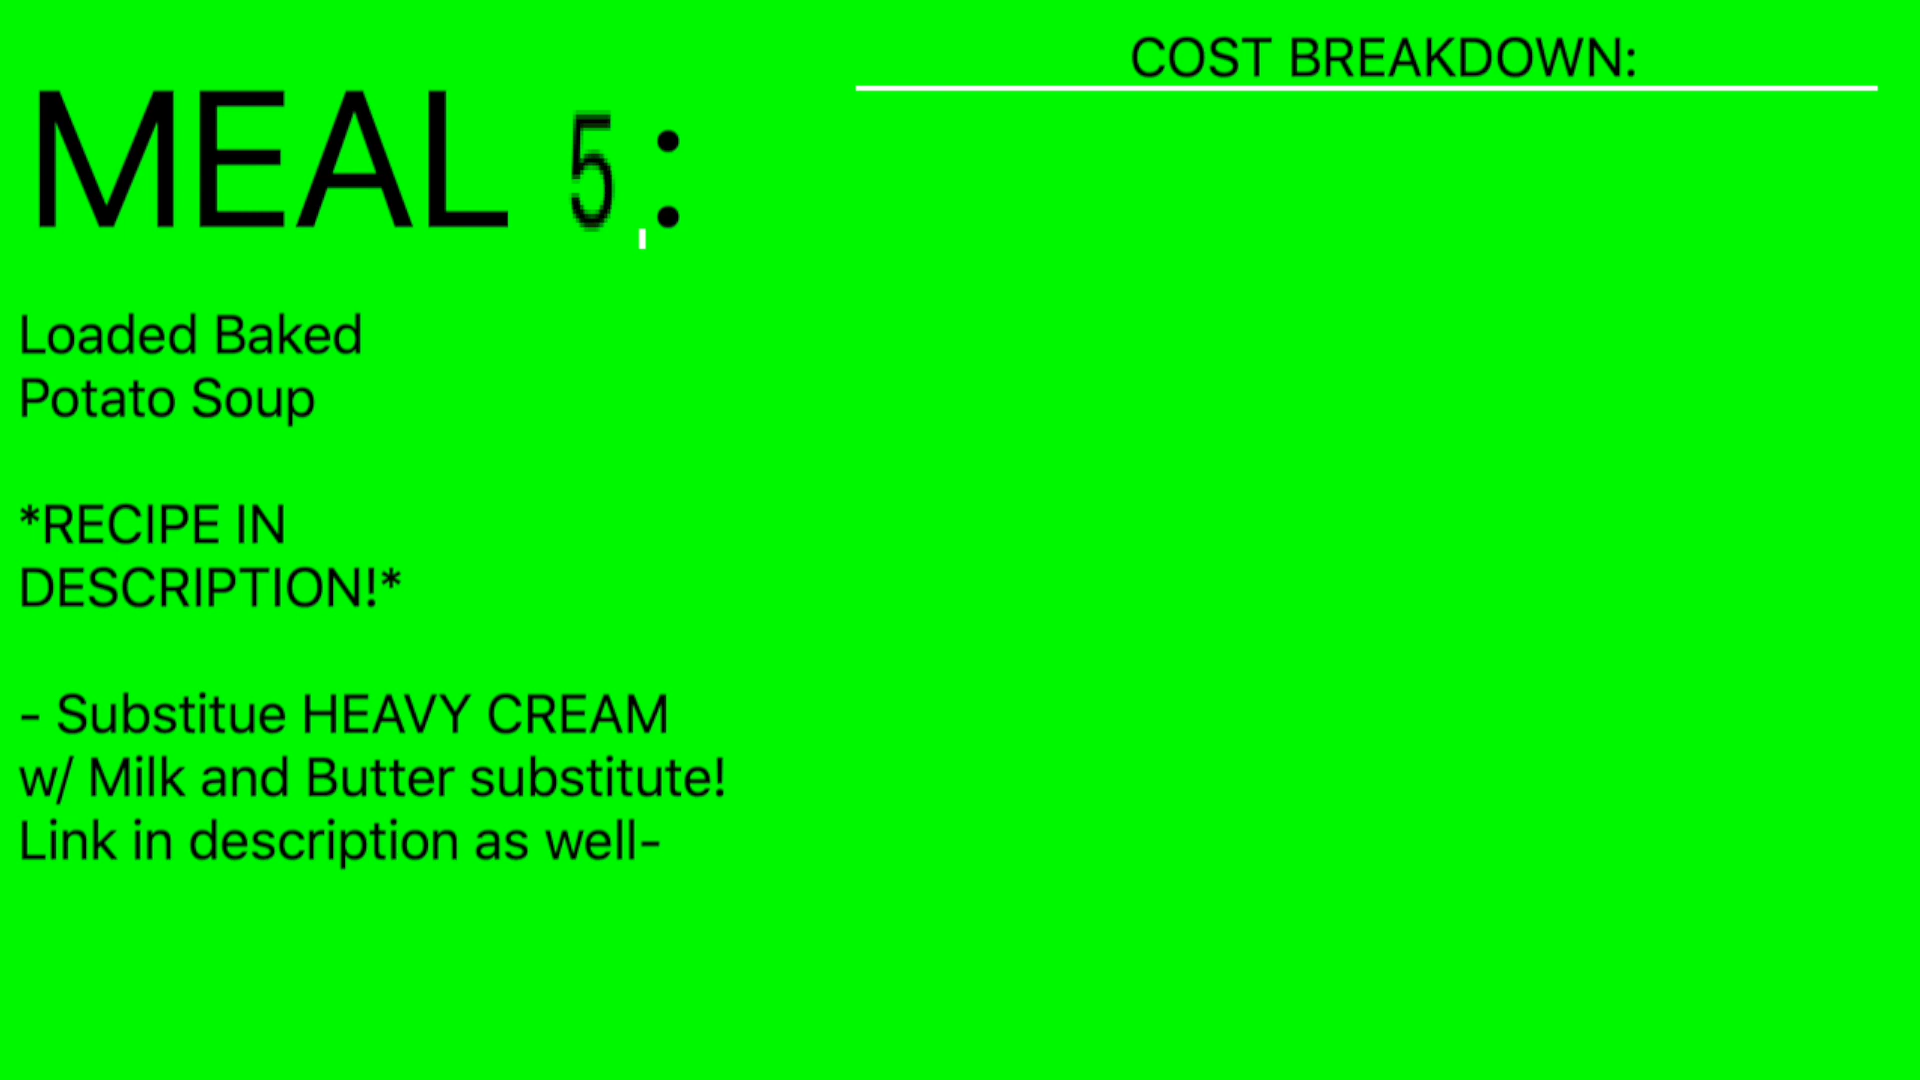 MEAL 5:
Loaded Baked
Potato Soup
*RECIPE IN
DESCRIPTION!*
- Substitue HEAVY CREAM
w/ Milk and Butter substitute!
Link in description as well-
COST BREAKDOWN: